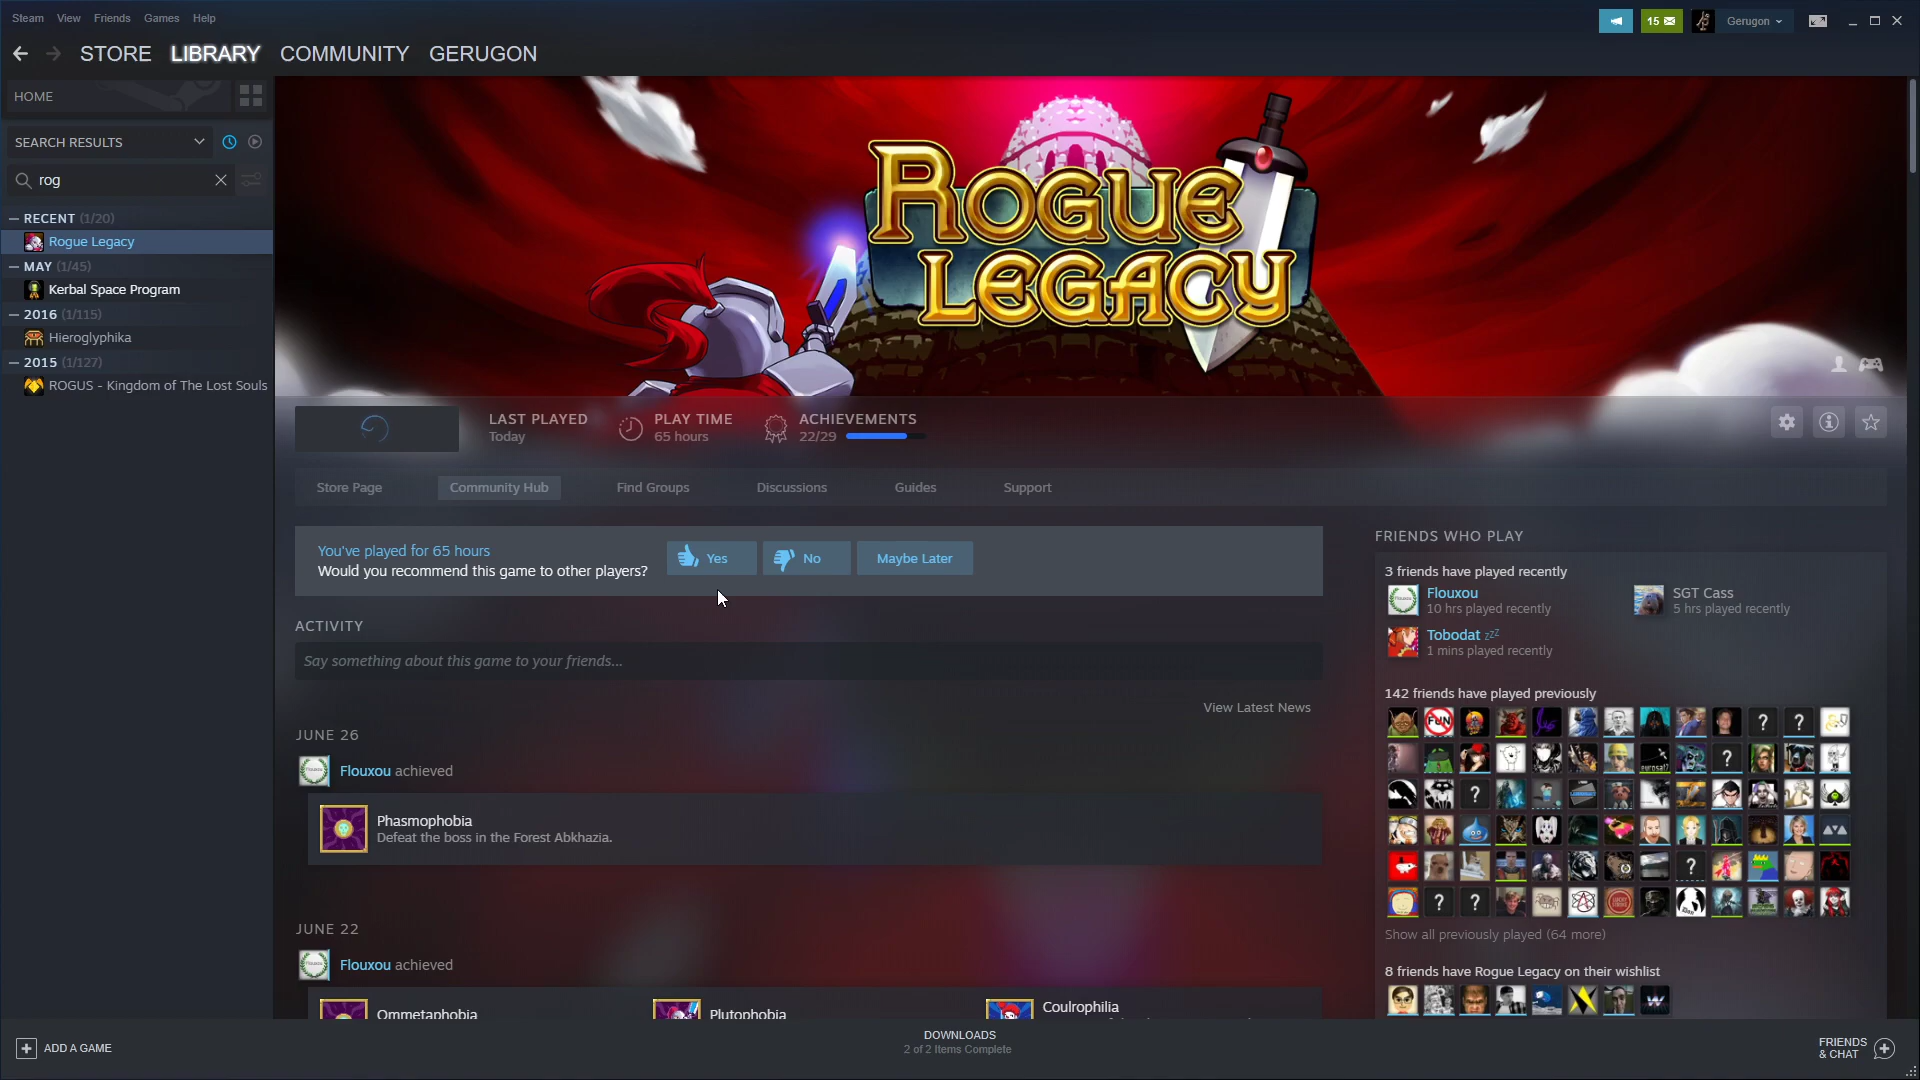 Steam View Friends Games Help
15
Gerugon
STORE LIBRARY COMMUNITY GERUGON
HOME
SEARCH RESULTS
rog
RECENT (1/20)
Rogue Legacy
MAY (1/45)
Kerbal Space Program
2016 (1/115)
Hieroglyphika
2015 (1/127)
ROGUS - Kingdom of The Lost Souls
ROGUE
LEGACY
LAST PLAYED
Today
PLAY TIME
65 hours
ACHIEVEMENTS
22/29
Store Page Community Hub Find Groups Discussions Guides Support
You've played for 65 hours
Would you recommend this game to other players?
Yes No Maybe Later
ACTIVITY
Say something about this game to your friends...
View Latest News
JUNE 26
Flouxou achieved
Phasmophobia
Defeat the boss in the Forest Abkhazia.
JUNE 22
Flouxou achieved
Ommetaphobia
Plutophobia
Coulrophilia
FRIENDS WHO PLAY
3 friends have played recently
Flouxou
10 hrs played recently
SGT Cass
5 hrs played recently
Tobodat zzZ
1 mins played recently
142 friends have played previously
FUN
Show all previously played (64 more)
8 friends have Rogue Legacy on their wishlist
ADD A GAME
DOWNLOADS
2 of 2 Items Complete
FRIENDS
& CHAT